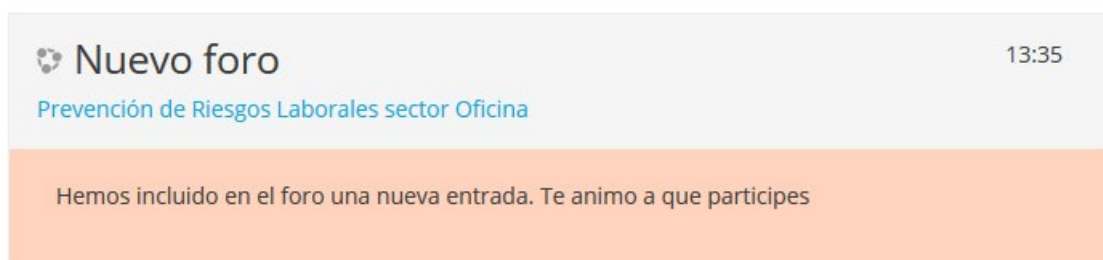 Nuevo foro
13:35
Prevención de Riesgos Laborales sector Oficina
Hemos incluido en el foro una nueva entrada. Te animo a que participes